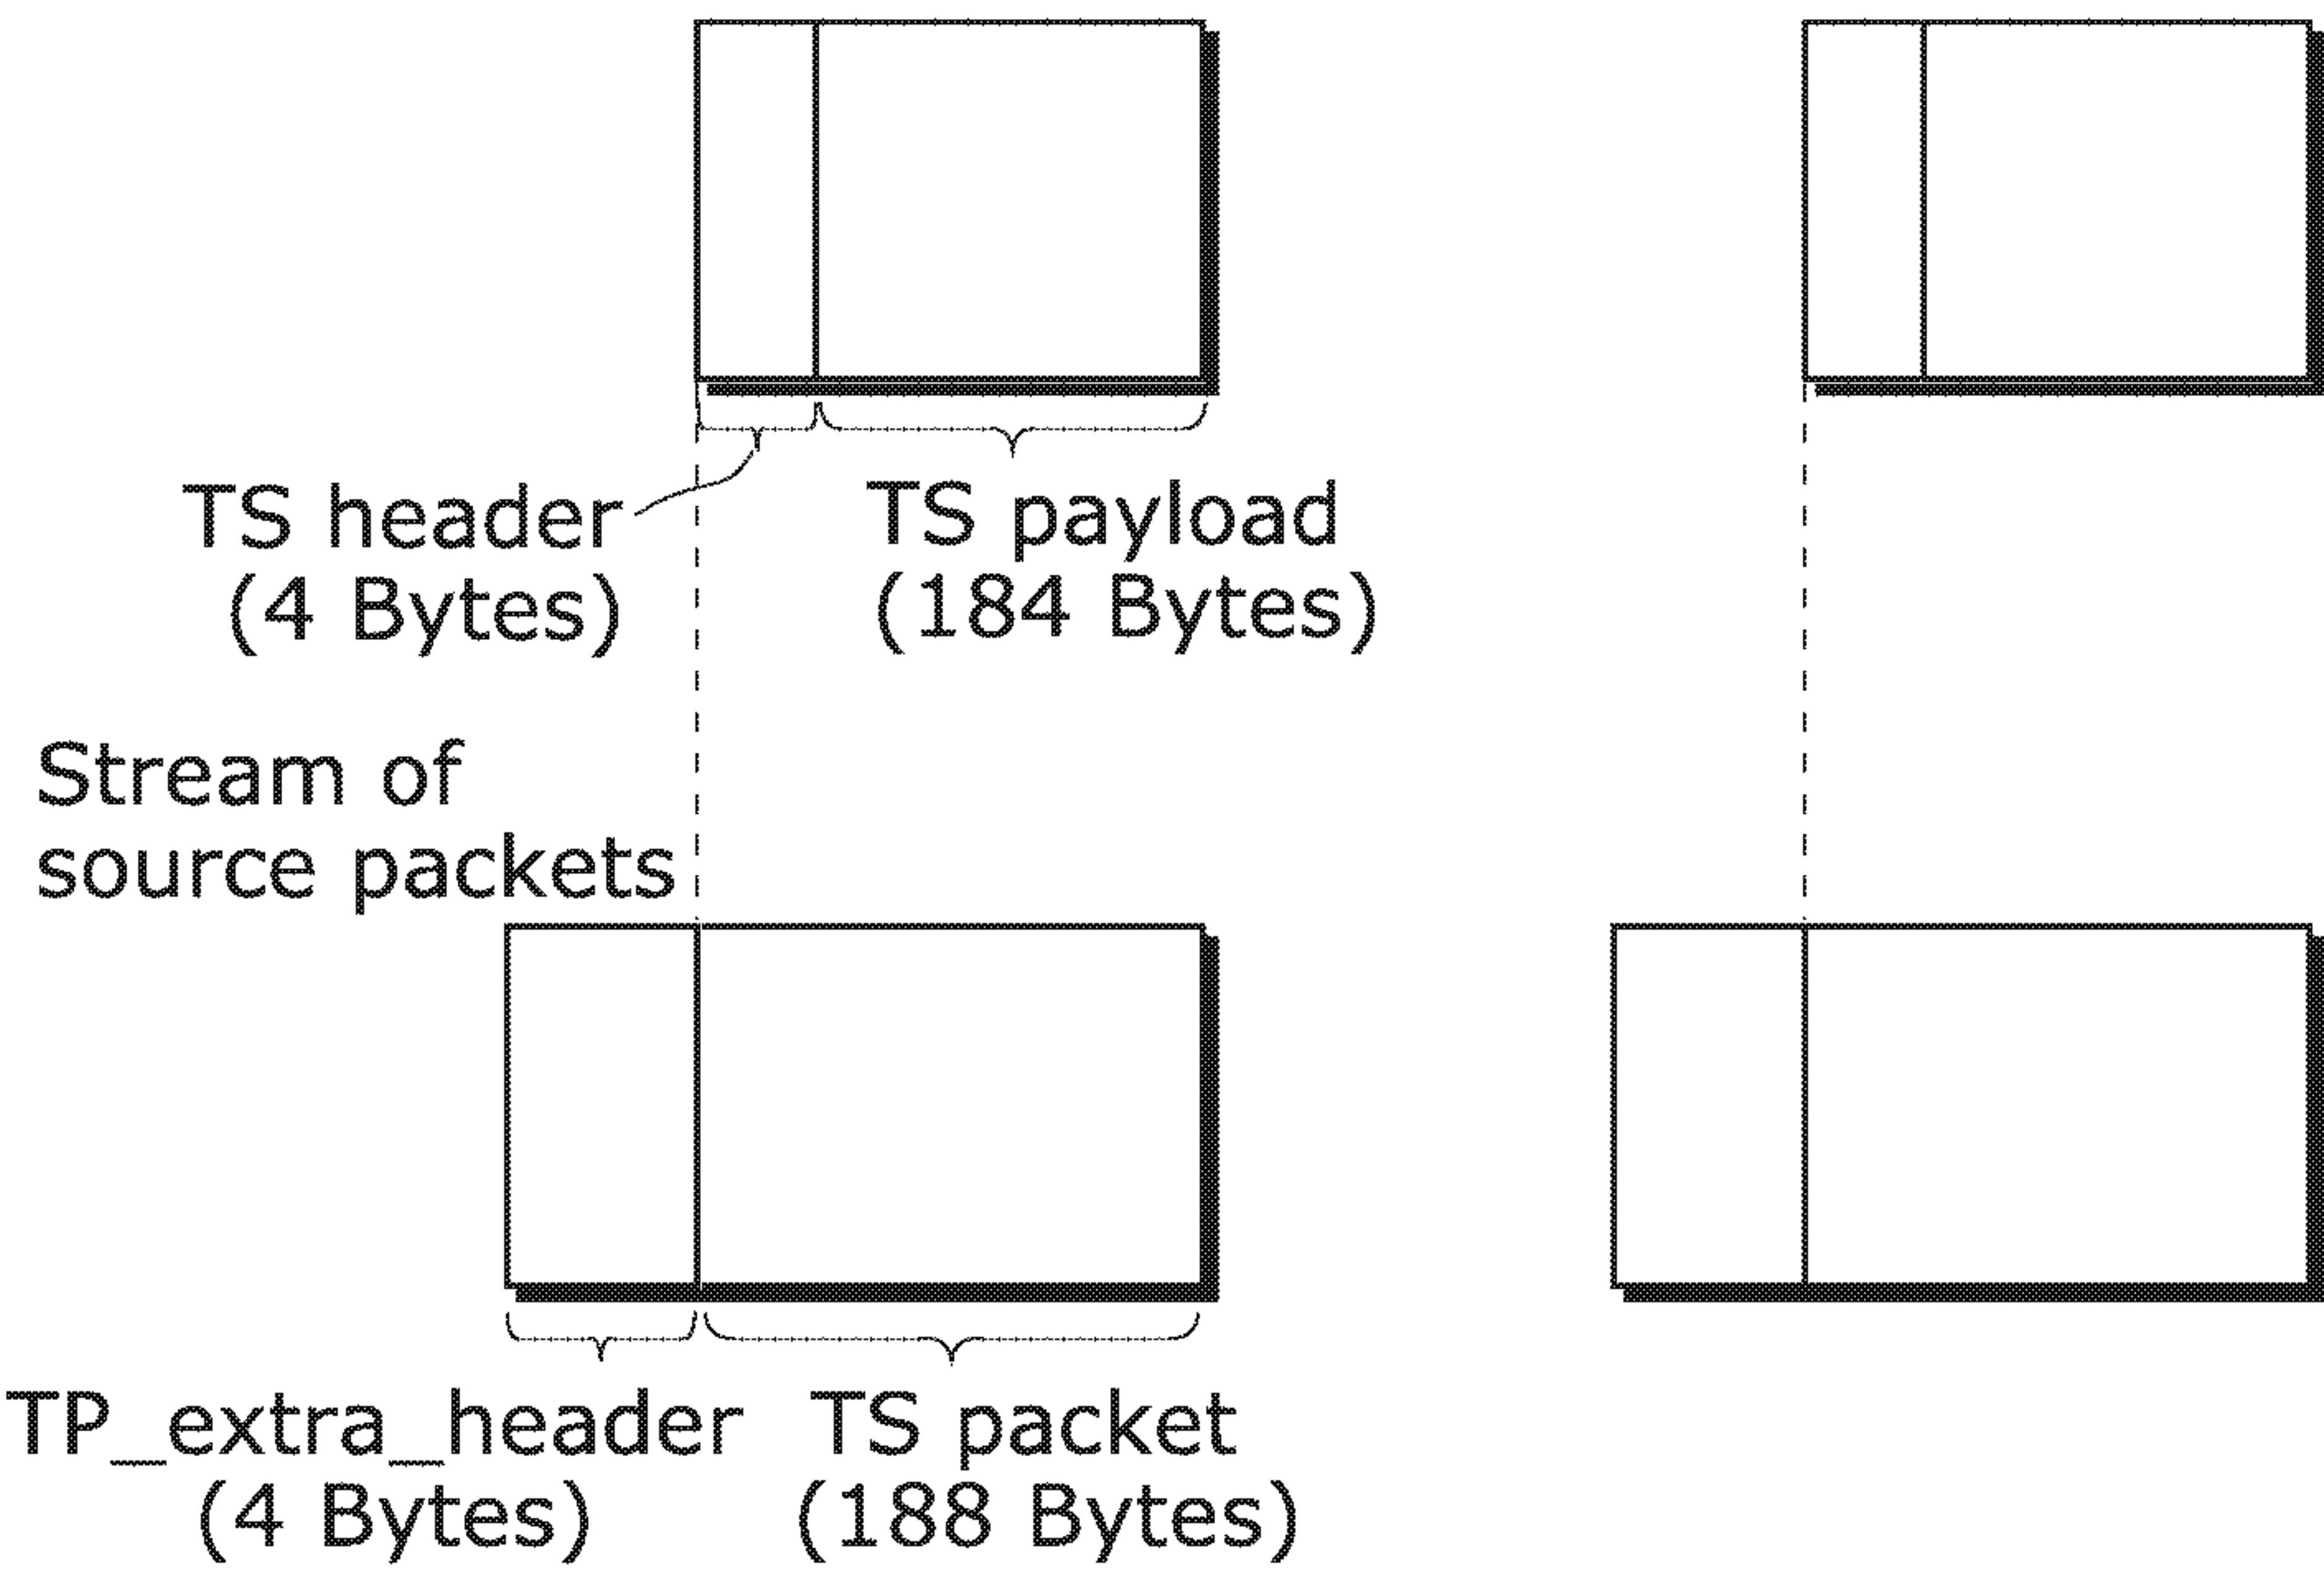 TS header
(4 Bytes)
TS payload
(184 Bytes)
Stream of
source packets
TP_extra_header
(4 Bytes)
TS packet
(188 Bytes)